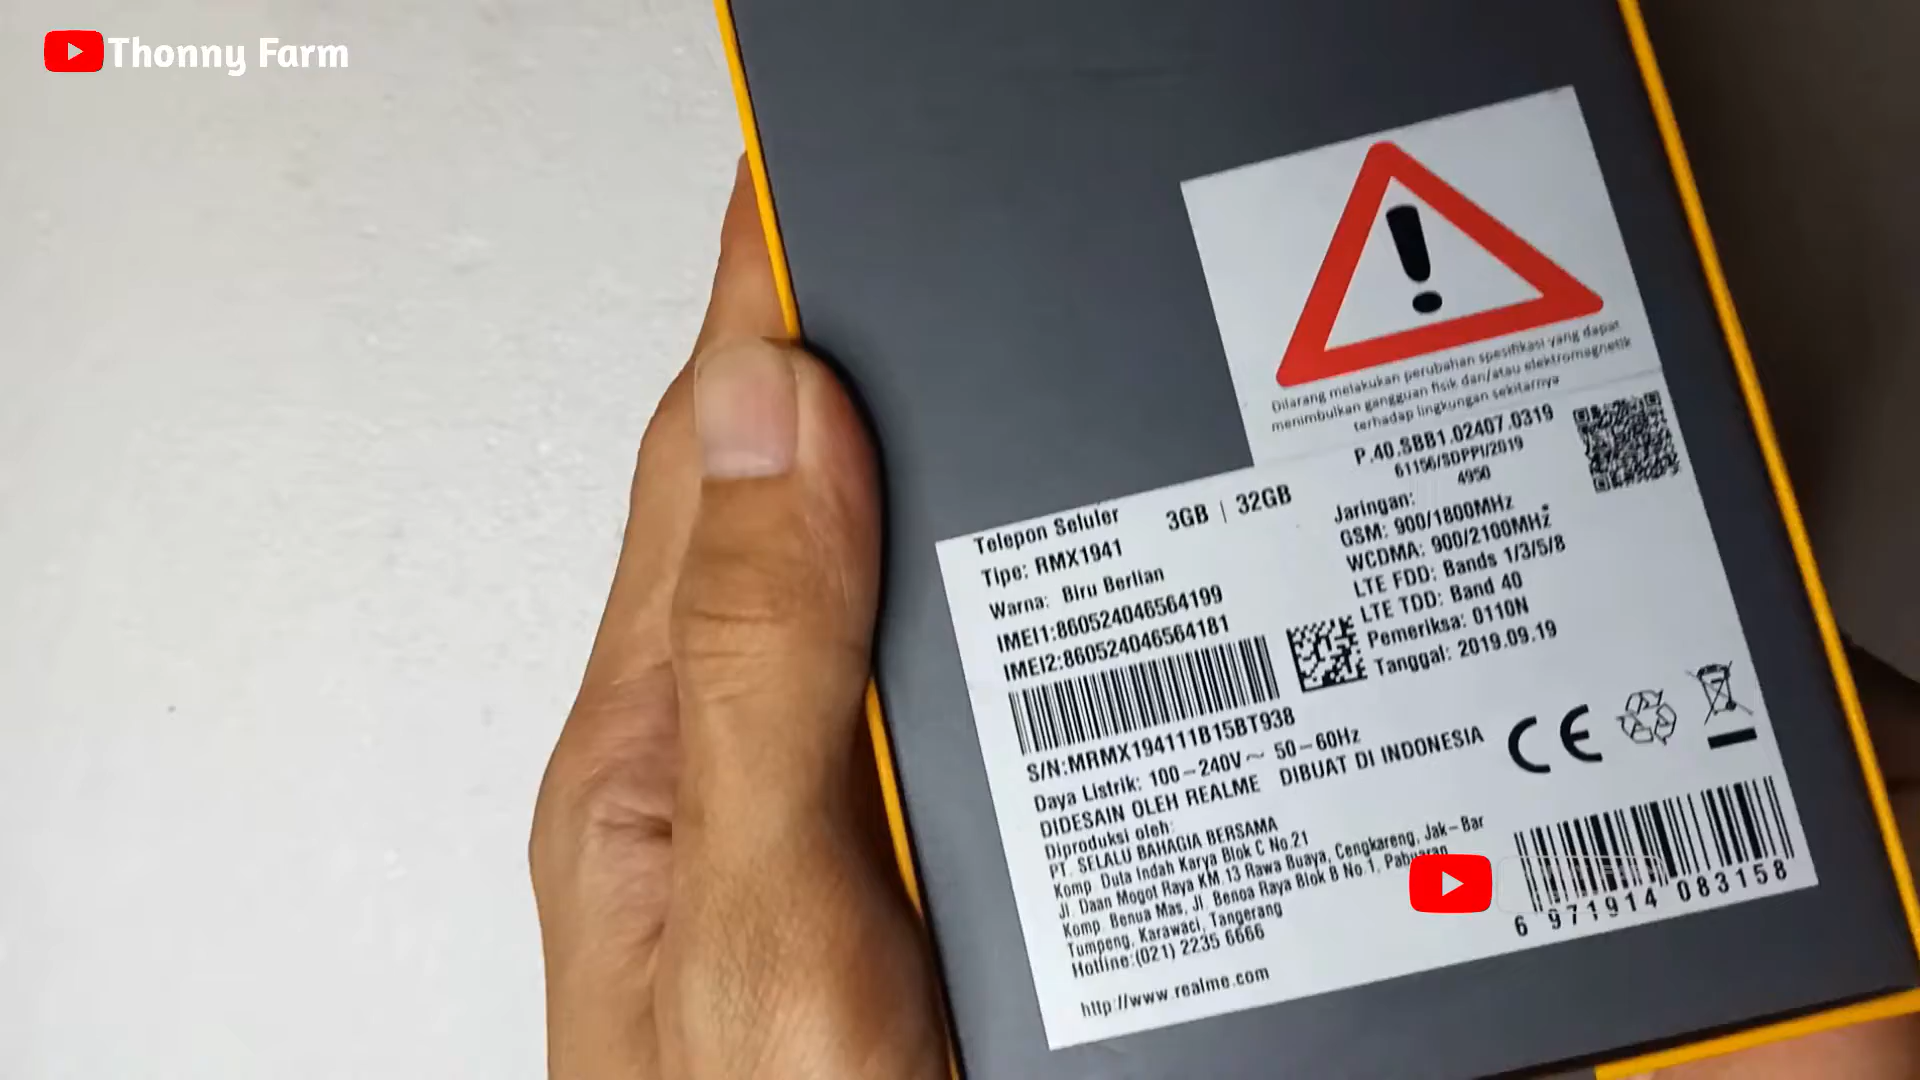 Thonny Farm
Dilarang melakukan perubahan spesifikasi yang dapat
menimbulkan gangguan fisik dan/atau elektromagnetik
terhadap lingkungan sekitarnya
P.40.SBB1.02407.0319
61156/SDPPI/2019
4950
Telepon Seluler 3GB | 32GB
Tipe: RMX1941
Warna: Biru Berlian
IMEI1:860524046564199
IMEI2:860524046564181
Jaringan:
GSM: 900/1800MHz
WCDMA: 900/2100MHz
LTE FDD: Bands 1/3/5/8
LTE TDD: Band 40
Pemeriksa: 0110N
Tanggal: 2019.09.19
S/N:MRMX194111B15BT938
Daya Listrik: 100-240V~ 50-60Hz
DIDESAIN OLEH REALME DIBUAT DI INDONESIA
Diproduksi oleh:
PT. SELALU BAHAGIA BERSAMA
Komp. Duta Indah Karya Blok C No.21
Jl. Daan Mogot Raya KM.13 Rawa Buaya, Cengkareng, Jak-Bar
Komp. Benua Mas, Jl. Benoa Raya Blok B No.1, Pabuaran
Tumpeng, Karawaci, Tangerang
Hotline:(021) 2235 6666
http://www.realme.com
CE
6 971914 083158